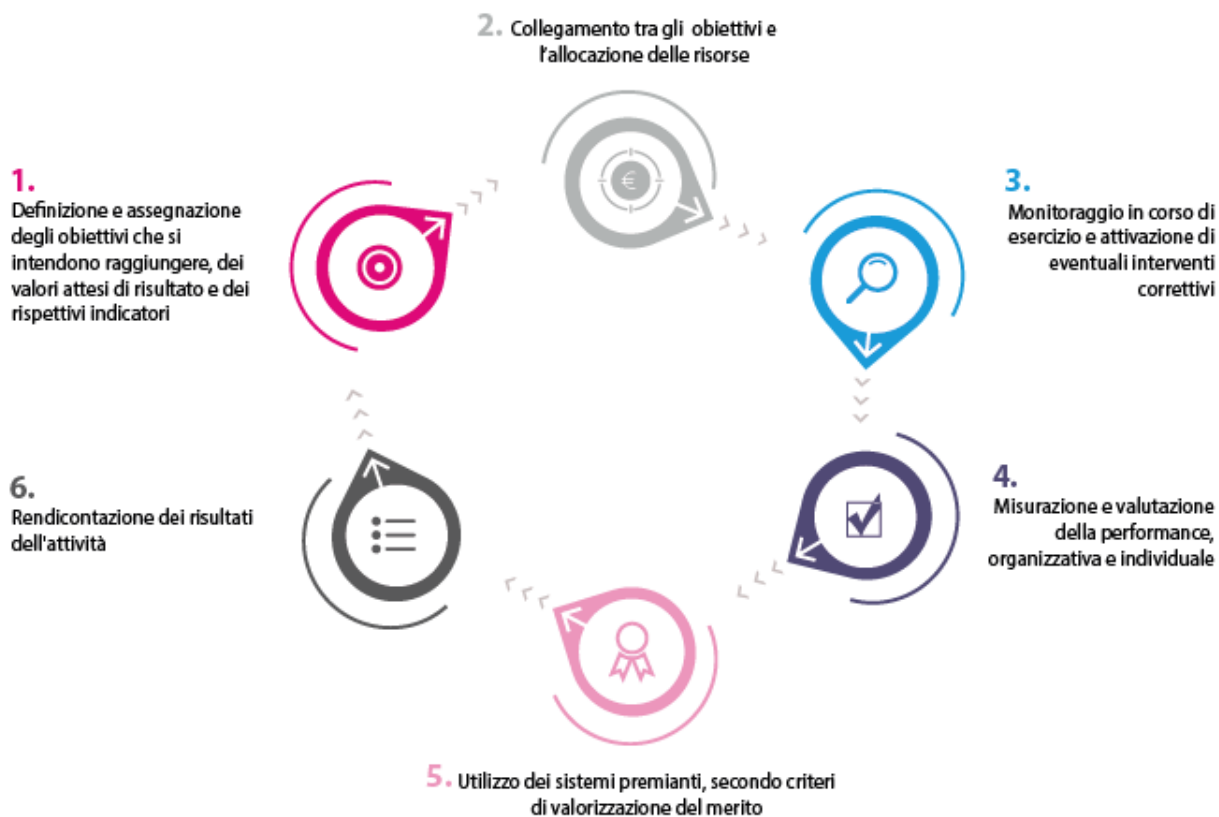 1.
Definizione e assegnazione
degli obiettivi che si
intendono raggiungere, dei
valori attesi di risultato e dei
rispettivi indicatori
2. Collegamento tra gli obiettivi e
l'allocazione delle risorse
€
3.
Monitoraggio in corso di
esercizio e attivazione di
eventuali interventi
correttivi
4.
Misurazione e valutazione
della performance,
organizzativa e individuale
5. Utilizzo dei sistemi premianti, secondo criteri
di valorizzazione del merito
6.
Rendicontazione dei risultati
dell'attività